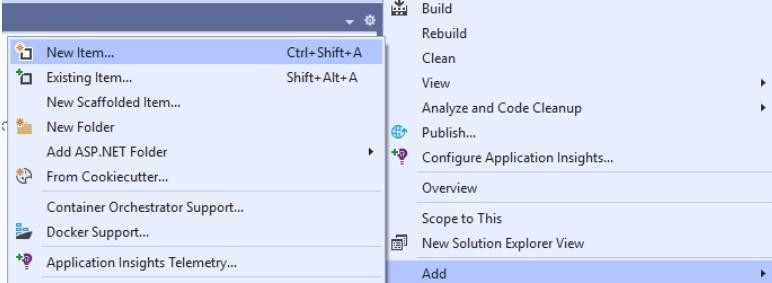 New Item... Ctrl+Shift+A
Existing Item... Shift+Alt+A
New Scaffolded Item...
New Folder
Add ASP.NET Folder
From Cookiecutter...
Container Orchestrator Support...
Docker Support...
Application Insights Telemetry...
Build
Rebuild
Clean
View
Analyze and Code Cleanup
Publish...
Configure Application Insights...
Overview
Scope to This
New Solution Explorer View
Add